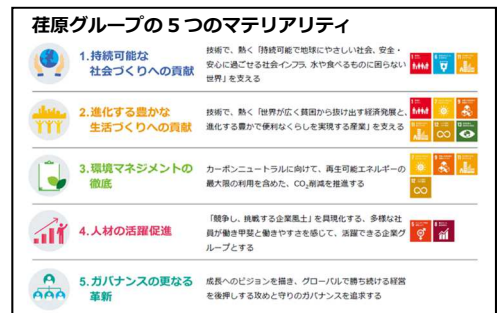 荏原グループの5つのマテリアリティ
1.持続可能な
社会づくりへの貢献
技術で、熱く「持続可能で地球にやさしい社会、安全・
安心に過ごせる社会インフラ、水や食べるものに困らない
世界」を支える
2.進化する豊かな
生活づくりへの貢献
技術で、熱く「世界が広く貧困から抜け出す経済発展と、
進化する豊かで便利なくらしを実現する産業」を支える
3.環境マネジメントの
徹底
カーボンニュートラルに向けて、再生可能エネルギーの
最大限の利用を含めた、CO₂削減を推進する
4.人材の活躍促進
「競争し、挑戦する企業風土」を具現化する、多様な社
員が働き甲斐と働きやすさを感じて、活躍できる企業グ
ループとする
5.ガバナンスの更なる
革新
成長へのビジョンを描き、グローバルで勝ち続ける経営
を後押しする攻めと守りのガバナンスを追求する